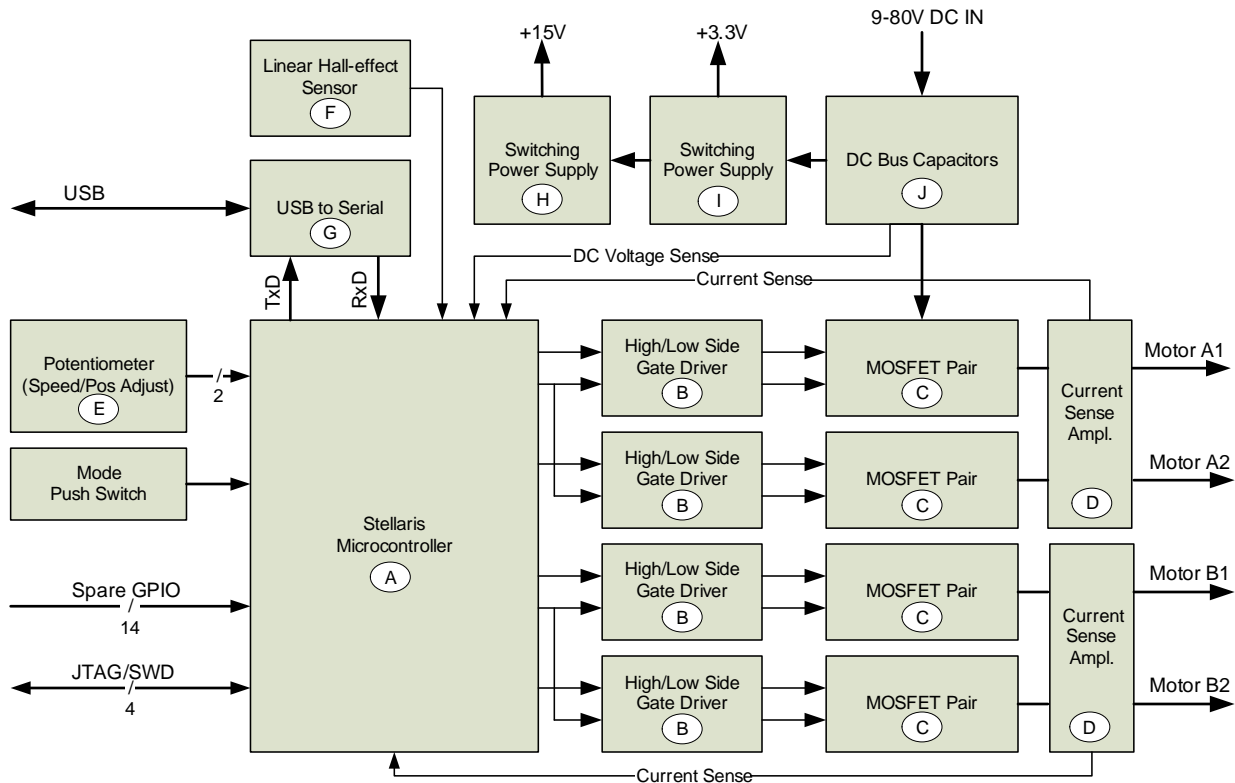 9-80V DC IN
+15V
+3.3V
Linear Hall-effect
Sensor
F
Switching
Power Supply
H
Switching
Power Supply
I
DC Bus Capacitors
J
USB
USB to Serial
G
TxD
RxD
DC Voltage Sense
Current Sense
Potentiometer
(Speed/Pos Adjust)
E
2
Mode
Push Switch
Spare GPIO
14
JTAG/SWD
4
Stellaris
Microcontroller
A
High/Low Side
Gate Driver
B
MOSFET Pair
C
High/Low Side
Gate Driver
B
MOSFET Pair
C
Current
Sense
Ampl.
D
Motor A1
Motor A2
High/Low Side
Gate Driver
B
MOSFET Pair
C
High/Low Side
Gate Driver
B
MOSFET Pair
C
Current
Sense
Ampl.
D
Motor B1
Motor B2
Current Sense